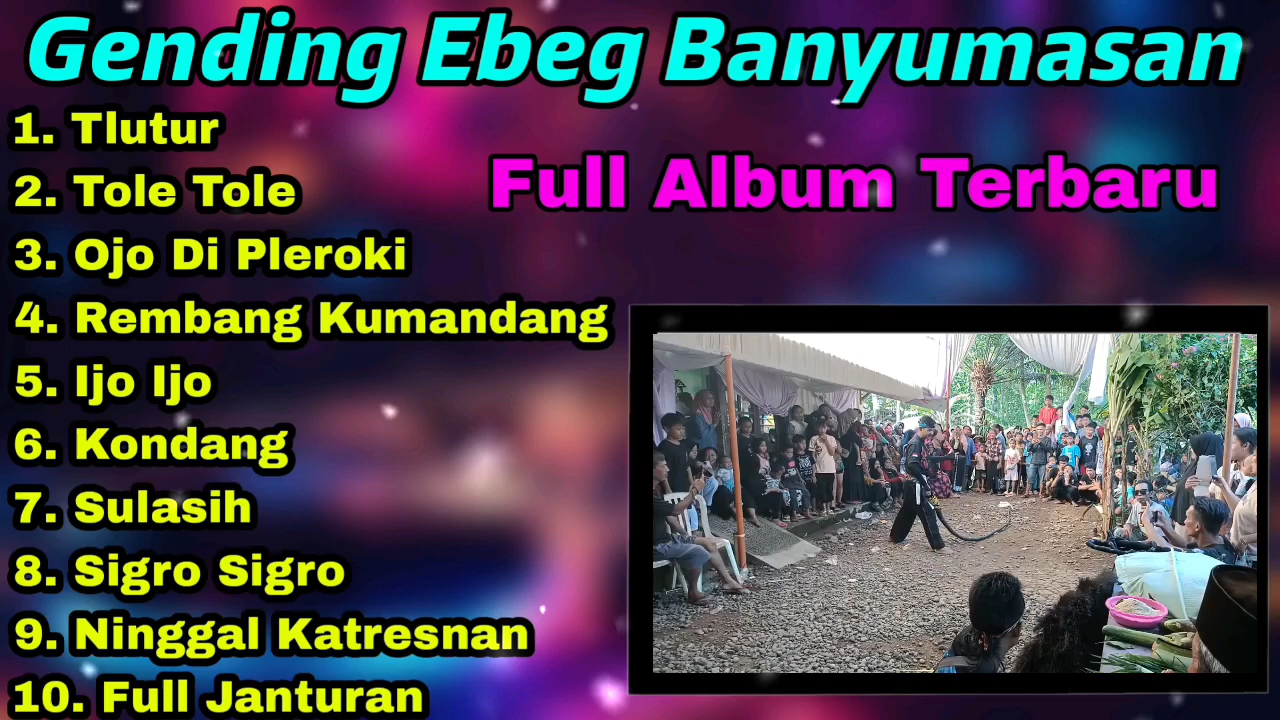 Gending Ebeg Banyumasan
Full Album Terbaru
1. Tlutur
2. Tole Tole
3. Ojo Di Pleroki
4. Rembang Kumandang
5. Ijo Ijo
6. Kondang
7. Sulasih
8. Sigro Sigro
9. Ninggal Katresnan
10. Full Janturan